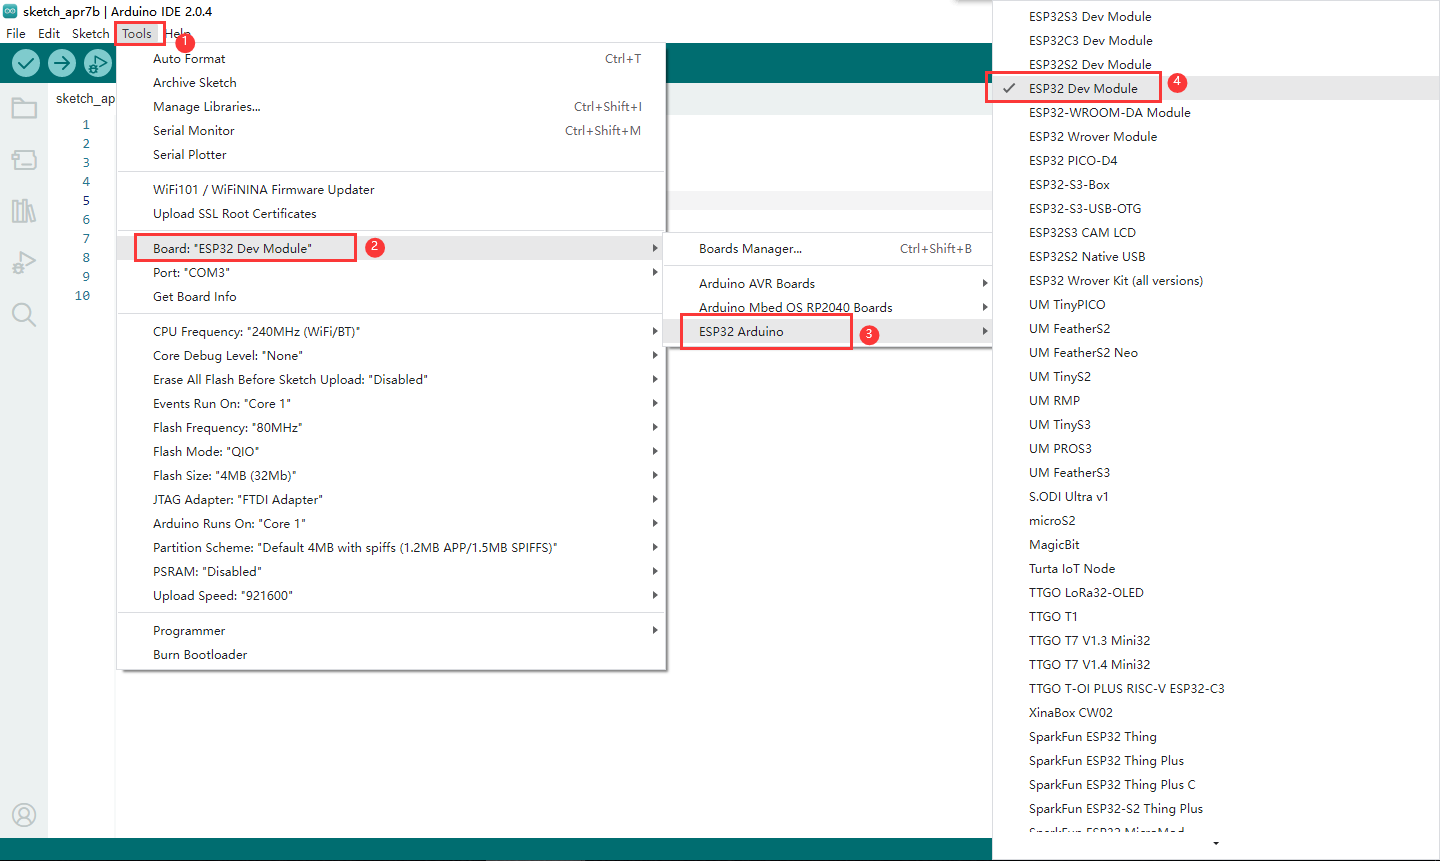 sketch_apr7b | Arduino IDE 2.0.4
File Edit Sketch Tools Help
1
sketch_ap
1
2
3
4
5
6
7
8
9
10
Auto Format Ctrl+T
Archive Sketch
Manage Libraries... Ctrl+Shift+I
Serial Monitor Ctrl+Shift+M
Serial Plotter
WiFi101 / WiFiNINA Firmware Updater
Upload SSL Root Certificates
Board: "ESP32 Dev Module" 2
Port: "COM3"
Get Board Info
CPU Frequency: "240MHz (WiFi/BT)"
Core Debug Level: "None"
Erase All Flash Before Sketch Upload: "Disabled"
Events Run On: "Core 1"
Flash Frequency: "80MHz"
Flash Mode: "QIO"
Flash Size: "4MB (32Mb)"
JTAG Adapter: "FTDI Adapter"
Arduino Runs On: "Core 1"
Partition Scheme: "Default 4MB with spiffs (1.2MB APP/1.5MB SPIFFS)"
PSRAM: "Disabled"
Upload Speed: "921600"
Programmer
Burn Bootloader
Boards Manager... Ctrl+Shift+B
Arduino AVR Boards
Arduino Mbed OS RP2040 Boards
ESP32 Arduino 3
ESP32S3 Dev Module
ESP32C3 Dev Module
ESP32S2 Dev Module
ESP32 Dev Module 4
ESP32-WROOM-DA Module
ESP32 Wrover Module
ESP32 PICO-D4
ESP32-S3-Box
ESP32-S3-USB-OTG
ESP32S3 CAM LCD
ESP32S2 Native USB
ESP32 Wrover Kit (all versions)
UM TinyPICO
UM FeatherS2
UM FeatherS2 Neo
UM TinyS2
UM RMP
UM TinyS3
UM PROS3
UM FeatherS3
S.ODI Ultra v1
microS2
MagicBit
Turta IoT Node
TTGO LoRa32-OLED
TTGO T1
TTGO T7 V1.3 Mini32
TTGO T7 V1.4 Mini32
TTGO T-OI PLUS RISC-V ESP32-C3
XinaBox CW02
SparkFun ESP32 Thing
SparkFun ESP32 Thing Plus
SparkFun ESP32 Thing Plus C
SparkFun ESP32-S2 Thing Plus
SparkFun ESP32 MicroMod